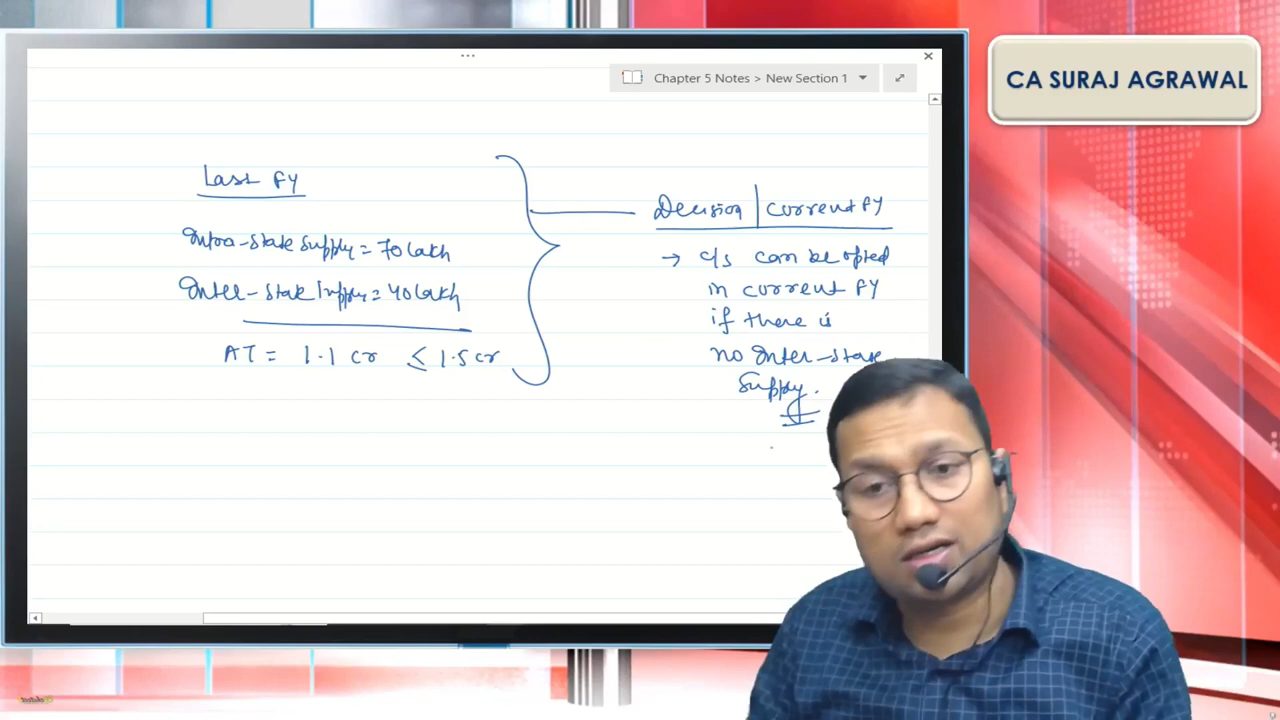 CA SURAJ AGRAWAL
Chapter 5 Notes > New Section 1
Last FY
Intra-state supply = 70 lakh
Inter-state supply = 40 lakh
AT = 1.1 cr ≤ 1.5 cr
Decision | current FY
→ c/s can be opted
in current FY
if there is
no Inter-state
supply.